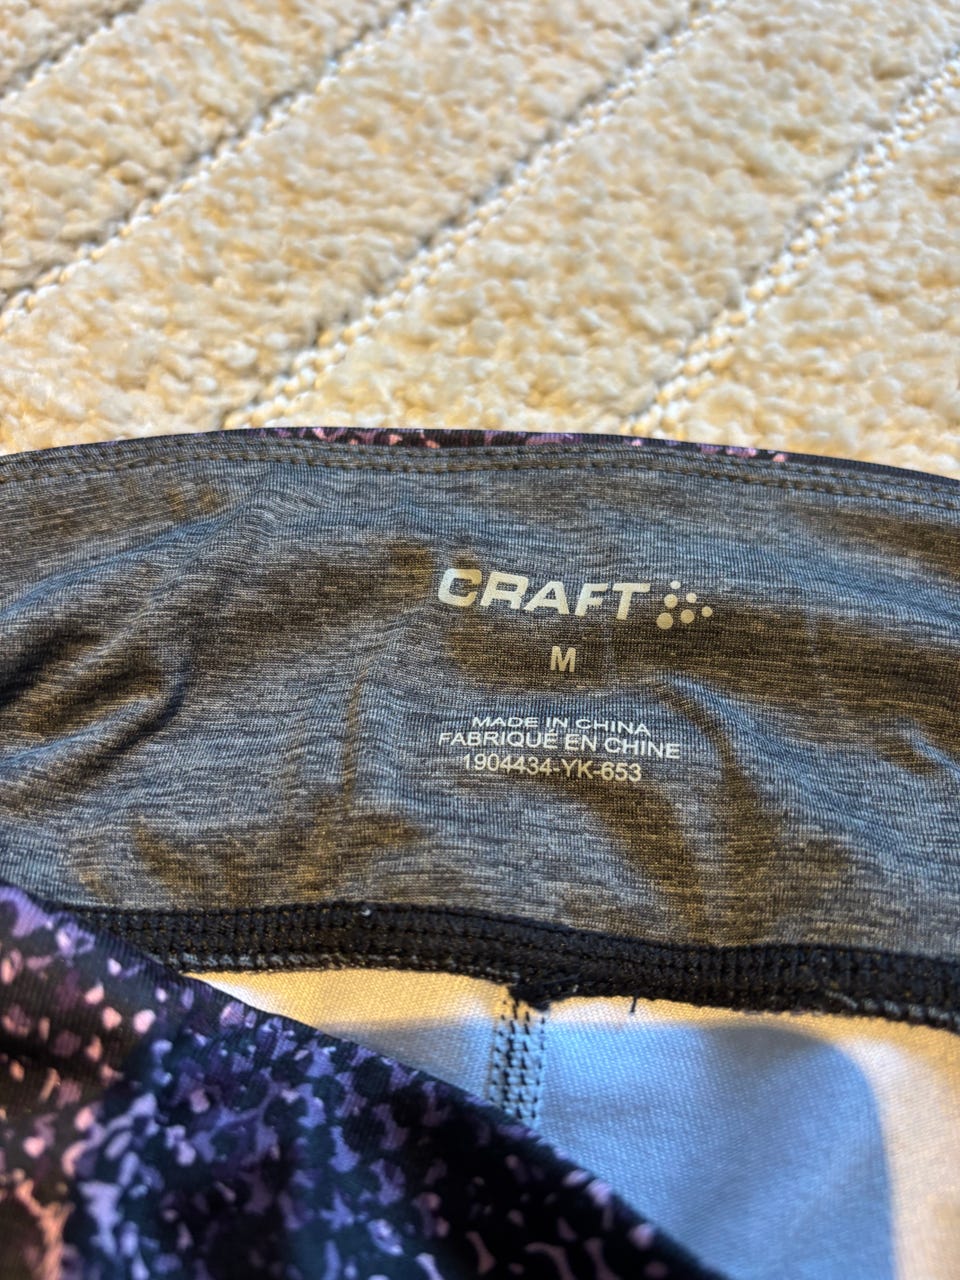 CRAFT
M
MADE IN CHINA
FABRIQUÉ EN CHINE
1904434-YK-653